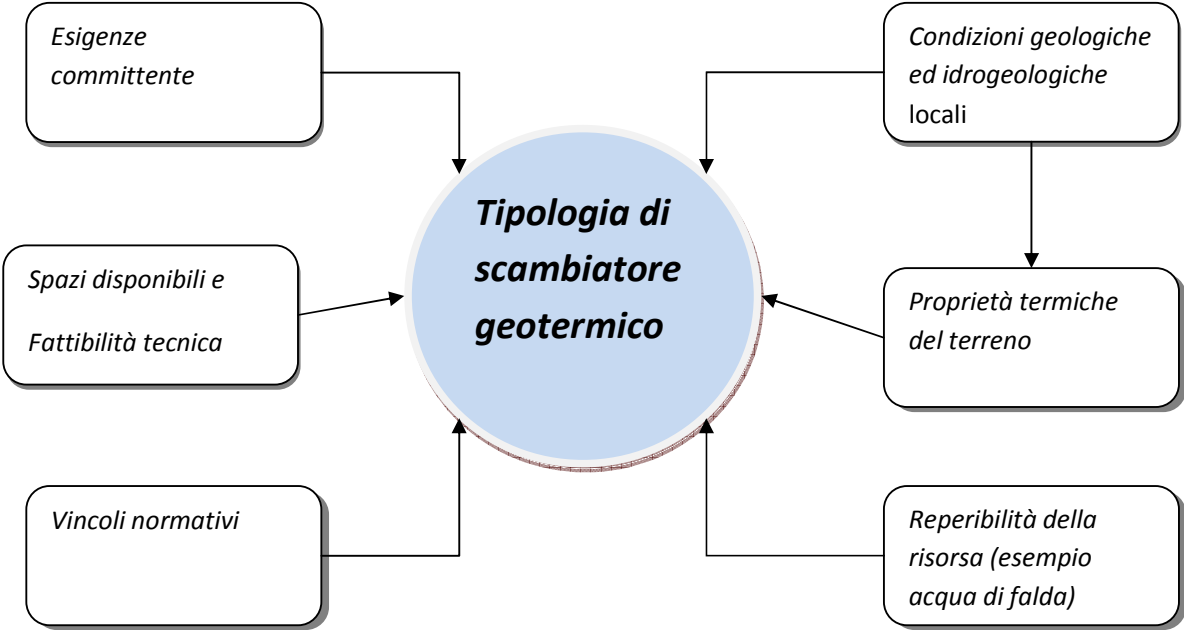 Esigenze
committente
Spazi disponibili e
Fattibilità tecnica
Vincoli normativi
Tipologia di
scambiatore
geotermico
Condizioni geologiche
ed idrogeologiche
locali
Proprietà termiche
del terreno
Reperibilità della
risorsa (esempio
acqua di falda)